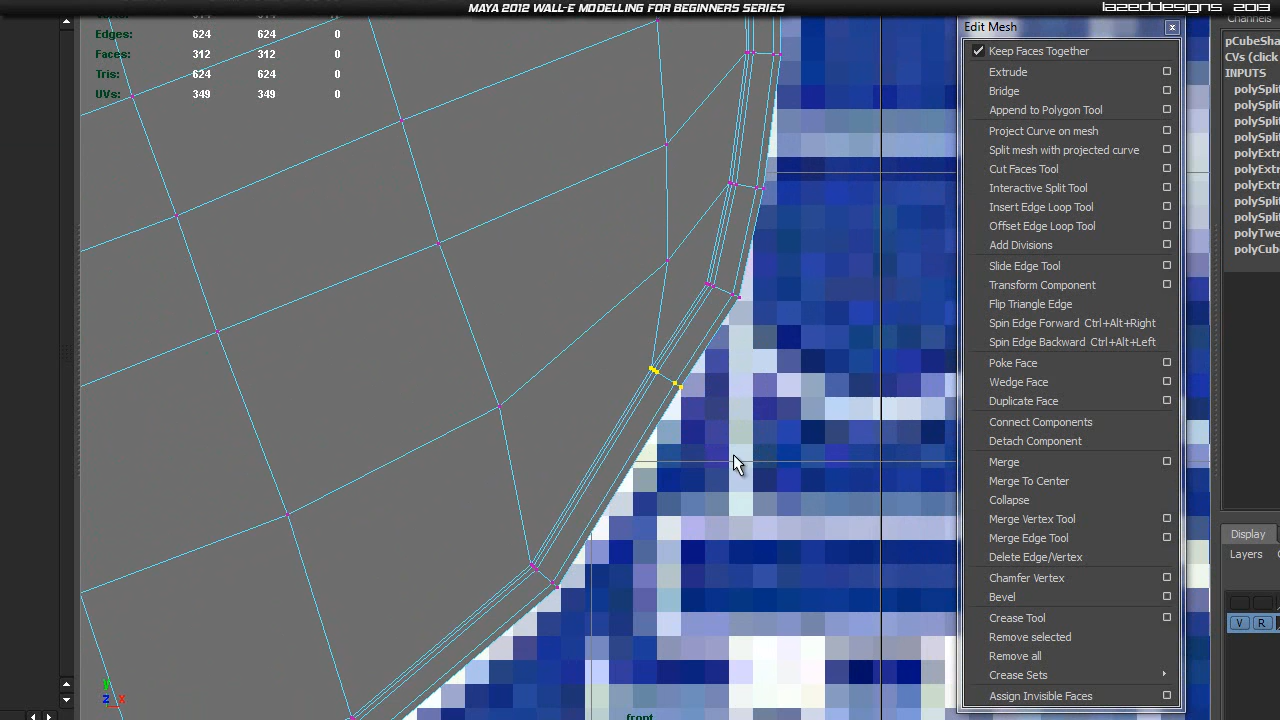 MAYA 2012 WALL-E MODELLING FOR BEGINNERS SERIES
LAZEDDESIGNS 2013
Edges: 624 624 0
Faces: 312 312 0
Tris: 624 624 0
UVs: 349 349 0
Edit Mesh
Keep Faces Together
Extrude
Bridge
Append to Polygon Tool
Project Curve on mesh
Split mesh with projected curve
Cut Faces Tool
Interactive Split Tool
Insert Edge Loop Tool
Offset Edge Loop Tool
Add Divisions
Slide Edge Tool
Transform Component
Flip Triangle Edge
Spin Edge Forward Ctrl+Alt+Right
Spin Edge Backward Ctrl+Alt+Left
Poke Face
Wedge Face
Duplicate Face
Connect Components
Detach Component
Merge
Merge To Center
Collapse
Merge Vertex Tool
Merge Edge Tool
Delete Edge/Vertex
Chamfer Vertex
Bevel
Crease Tool
Remove selected
Remove all
Crease Sets
Assign Invisible Faces
Channels
pCubeSha
CVs (click
INPUTS
polySplit
polySplit
polySplit
polySplit
polyExtr
polyExtr
polyExtr
polySplit
polySplit
polyTwe
polyCub
Display
Layers
V R
y
z x
front